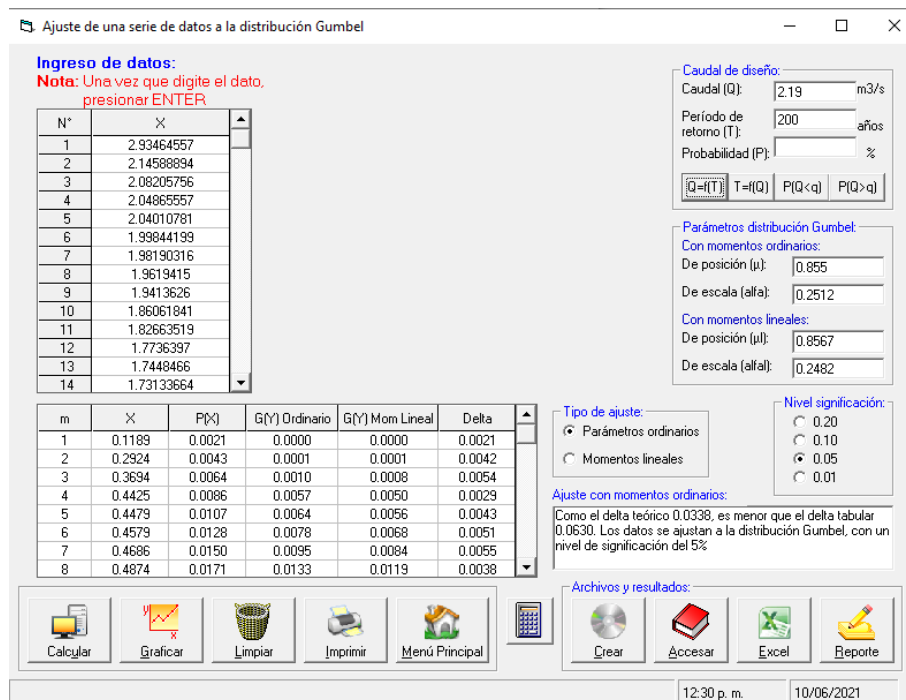 Ajuste de una serie de datos a la distribución Gumbel
Ingreso de datos:
Nota: Una vez que digite el dato,
presionar ENTER
N° X
1 2.93464557
2 2.14588894
3 2.08205756
4 2.04865557
5 2.04010781
6 1.99844199
7 1.98190316
8 1.9619415
9 1.9413626
10 1.86061841
11 1.82663519
12 1.7736397
13 1.7448466
14 1.73133664
Caudal de diseño:
Caudal (Q): 2.19 m3/s
Período de
retorno (T): 200 años
Probabilidad (P): %
Q=f(T) T=f(Q) P(Q<q) P(Q>q)
Parámetros distribución Gumbel:
Con momentos ordinarios:
De posición (µ): 0.855
De escala (alfa): 0.2512
Con momentos lineales:
De posición (µl): 0.8567
De escala (alfal): 0.2482
m X P(X) G(Y) Ordinario G(Y) Mom Lineal Delta
1 0.1189 0.0021 0.0000 0.0000 0.0021
2 0.2924 0.0043 0.0001 0.0001 0.0042
3 0.3694 0.0064 0.0010 0.0008 0.0054
4 0.4425 0.0086 0.0057 0.0050 0.0029
5 0.4479 0.0107 0.0064 0.0056 0.0043
6 0.4579 0.0128 0.0078 0.0068 0.0051
7 0.4686 0.0150 0.0095 0.0084 0.0055
8 0.4874 0.0171 0.0133 0.0119 0.0038
Tipo de ajuste:
Parámetros ordinarios
Momentos lineales
Nivel significación:
0.20
0.10
0.05
0.01
Ajuste con momentos ordinarios:
Como el delta teórico 0.0338, es menor que el delta tabular
0.0630. Los datos se ajustan a la distribución Gumbel, con un
nivel de significación del 5%
Calcular
Graficar
Limpiar
Imprimir
Menú Principal
Archivos y resultados:
Crear
Accesar
Excel
Reporte
12:30 p. m. 10/06/2021